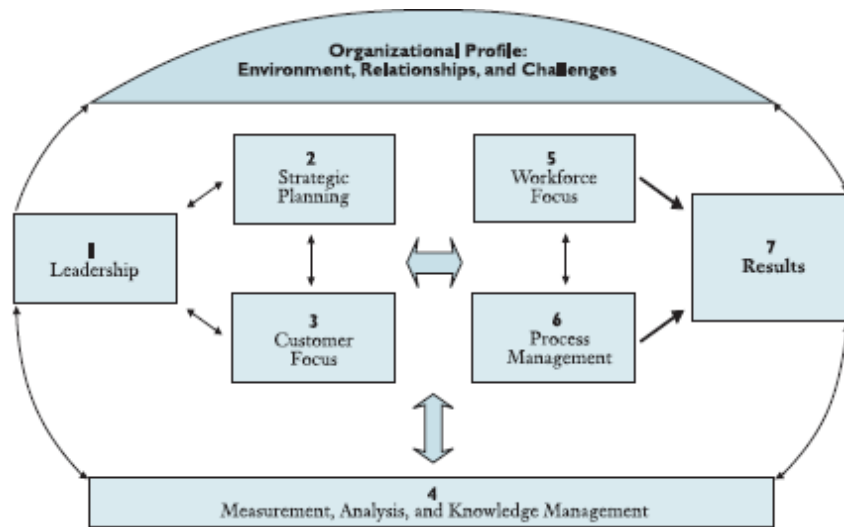 Organizational Profile:
Environment, Relationships, and Challenges
2
Strategic
Planning
5
Workforce
Focus
1
Leadership
7
Results
3
Customer
Focus
6
Process
Management
4
Measurement, Analysis, and Knowledge Management